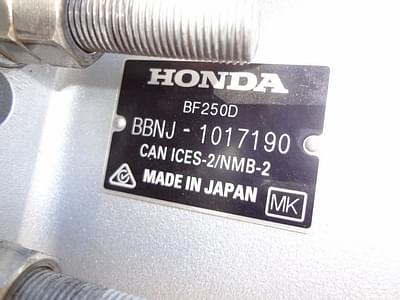 HONDA
BF250D
BBNJ - 1017190
CAN ICES-2/NMB-2
MADE IN JAPAN
MK